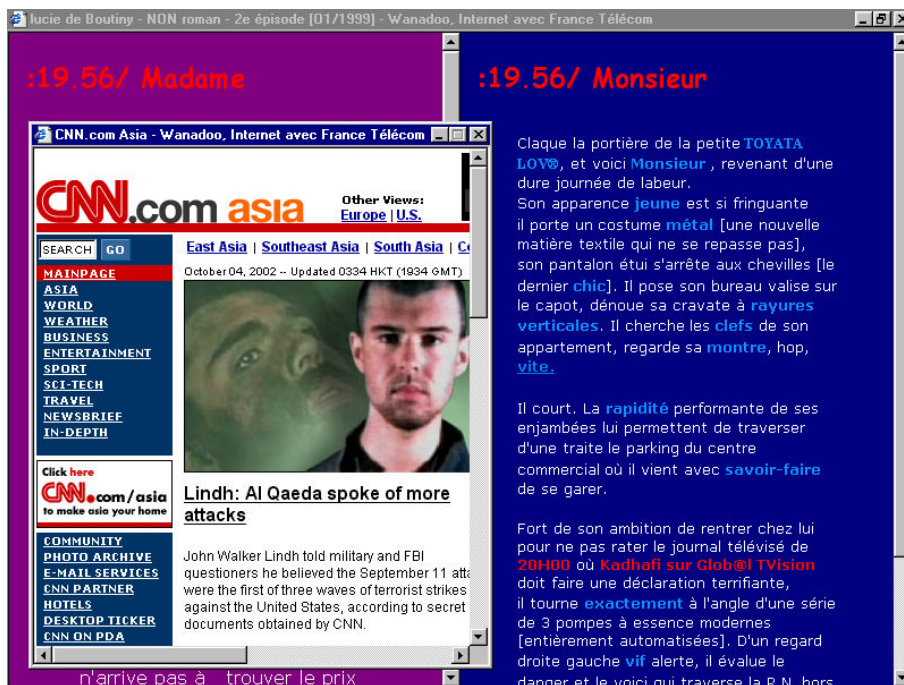 lucie de Boutiny - NON roman - 2e épisode [01/1999] - Wanadoo, Internet avec France Télécom
:19.56/ Madame
CNN.com Asia - Wanadoo, Internet avec France Télécom
CNN.com asia
Other Views:
Europe | U.S.
SEARCH GO
MAINPAGE
ASIA
WORLD
WEATHER
BUSINESS
ENTERTAINMENT
SPORT
SCI-TECH
TRAVEL
NEWSBRIEF
IN-DEPTH
Click here
CNN.com/asia
to make asia your home
COMMUNITY
PHOTO ARCHIVE
E-MAIL SERVICES
CNN PARTNER
HOTELS
DESKTOP TICKER
CNN ON PDA
East Asia | Southeast Asia | South Asia |
October 04, 2002 -- Updated 0334 HKT (1934 GMT)
Lindh: Al Qaeda spoke of more
attacks
John Walker Lindh told military and FBI
questioners he believed the September 11 atta
were the first of three waves of terrorist strikes
against the United States, according to secret
documents obtained by CNN.
n'arrive pas à trouver le prix
:19.56/ Monsieur
Claque la portière de la petite TOYATA
LOV®, et voici Monsieur , revenant d'une
dure journée de labeur.
Son apparence jeune est si fringuante
il porte un costume métal [une nouvelle
matière textile qui ne se repasse pas],
son pantalon étui s'arrête aux chevilles [le
dernier chic]. Il pose son bureau valise sur
le capot, dénoue sa cravate à rayures
verticales. Il cherche les clefs de son
appartement, regarde sa montre, hop,
vite.
Il court. La rapidité performante de ses
enjambées lui permettent de traverser
d'une traite le parking du centre
commercial où il vient avec savoir-faire
de se garer.
Fort de son ambition de rentrer chez lui
pour ne pas rater le journal télévisé de
20H00 où Kadhafi sur Glob@l TVision
doit faire une déclaration terrifiante,
il tourne exactement à l'angle d'une série
de 3 pompes à essence modernes
[entièrement automatisées]. D'un regard
droite gauche vif alerte, il évalue le
danger et le voici qui traverse la R.N. hors